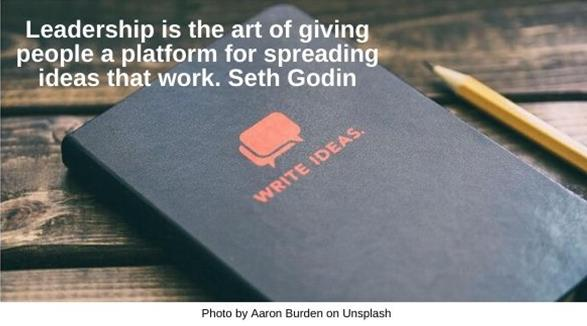 Leadership is the art of giving
people a platform for spreading
ideas that work. Seth Godin
WRITE IDEAS.
Photo by Aaron Burden on Unsplash